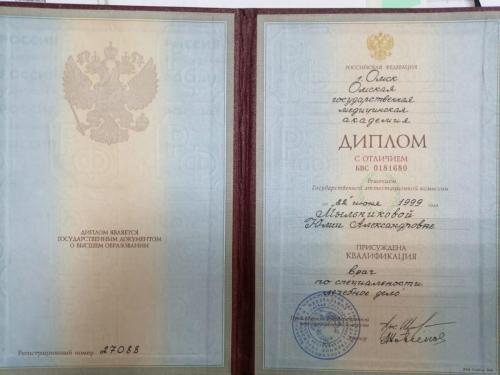 ДИПЛОМ ЯВЛЯЕТСЯ
ГОСУДАРСТВЕННЫМ ДОКУМЕНТОМ
О ВЫСШЕМ ОБРАЗОВАНИИ
Регистрационный номер 27088
РОССИЙСКАЯ ФЕДЕРАЦИЯ
г. Омск
Омская
государственная
медицинская
академия
ДИПЛОМ
С ОТЛИЧИЕМ
БВС 0181680
Решением
Государственной аттестационной комиссии
от "22" июня 1999 года
Мыльниковой
Юлии Александровне
ПРИСУЖДЕНА
КВАЛИФИКАЦИЯ
врач
по специальности
лечебное дело